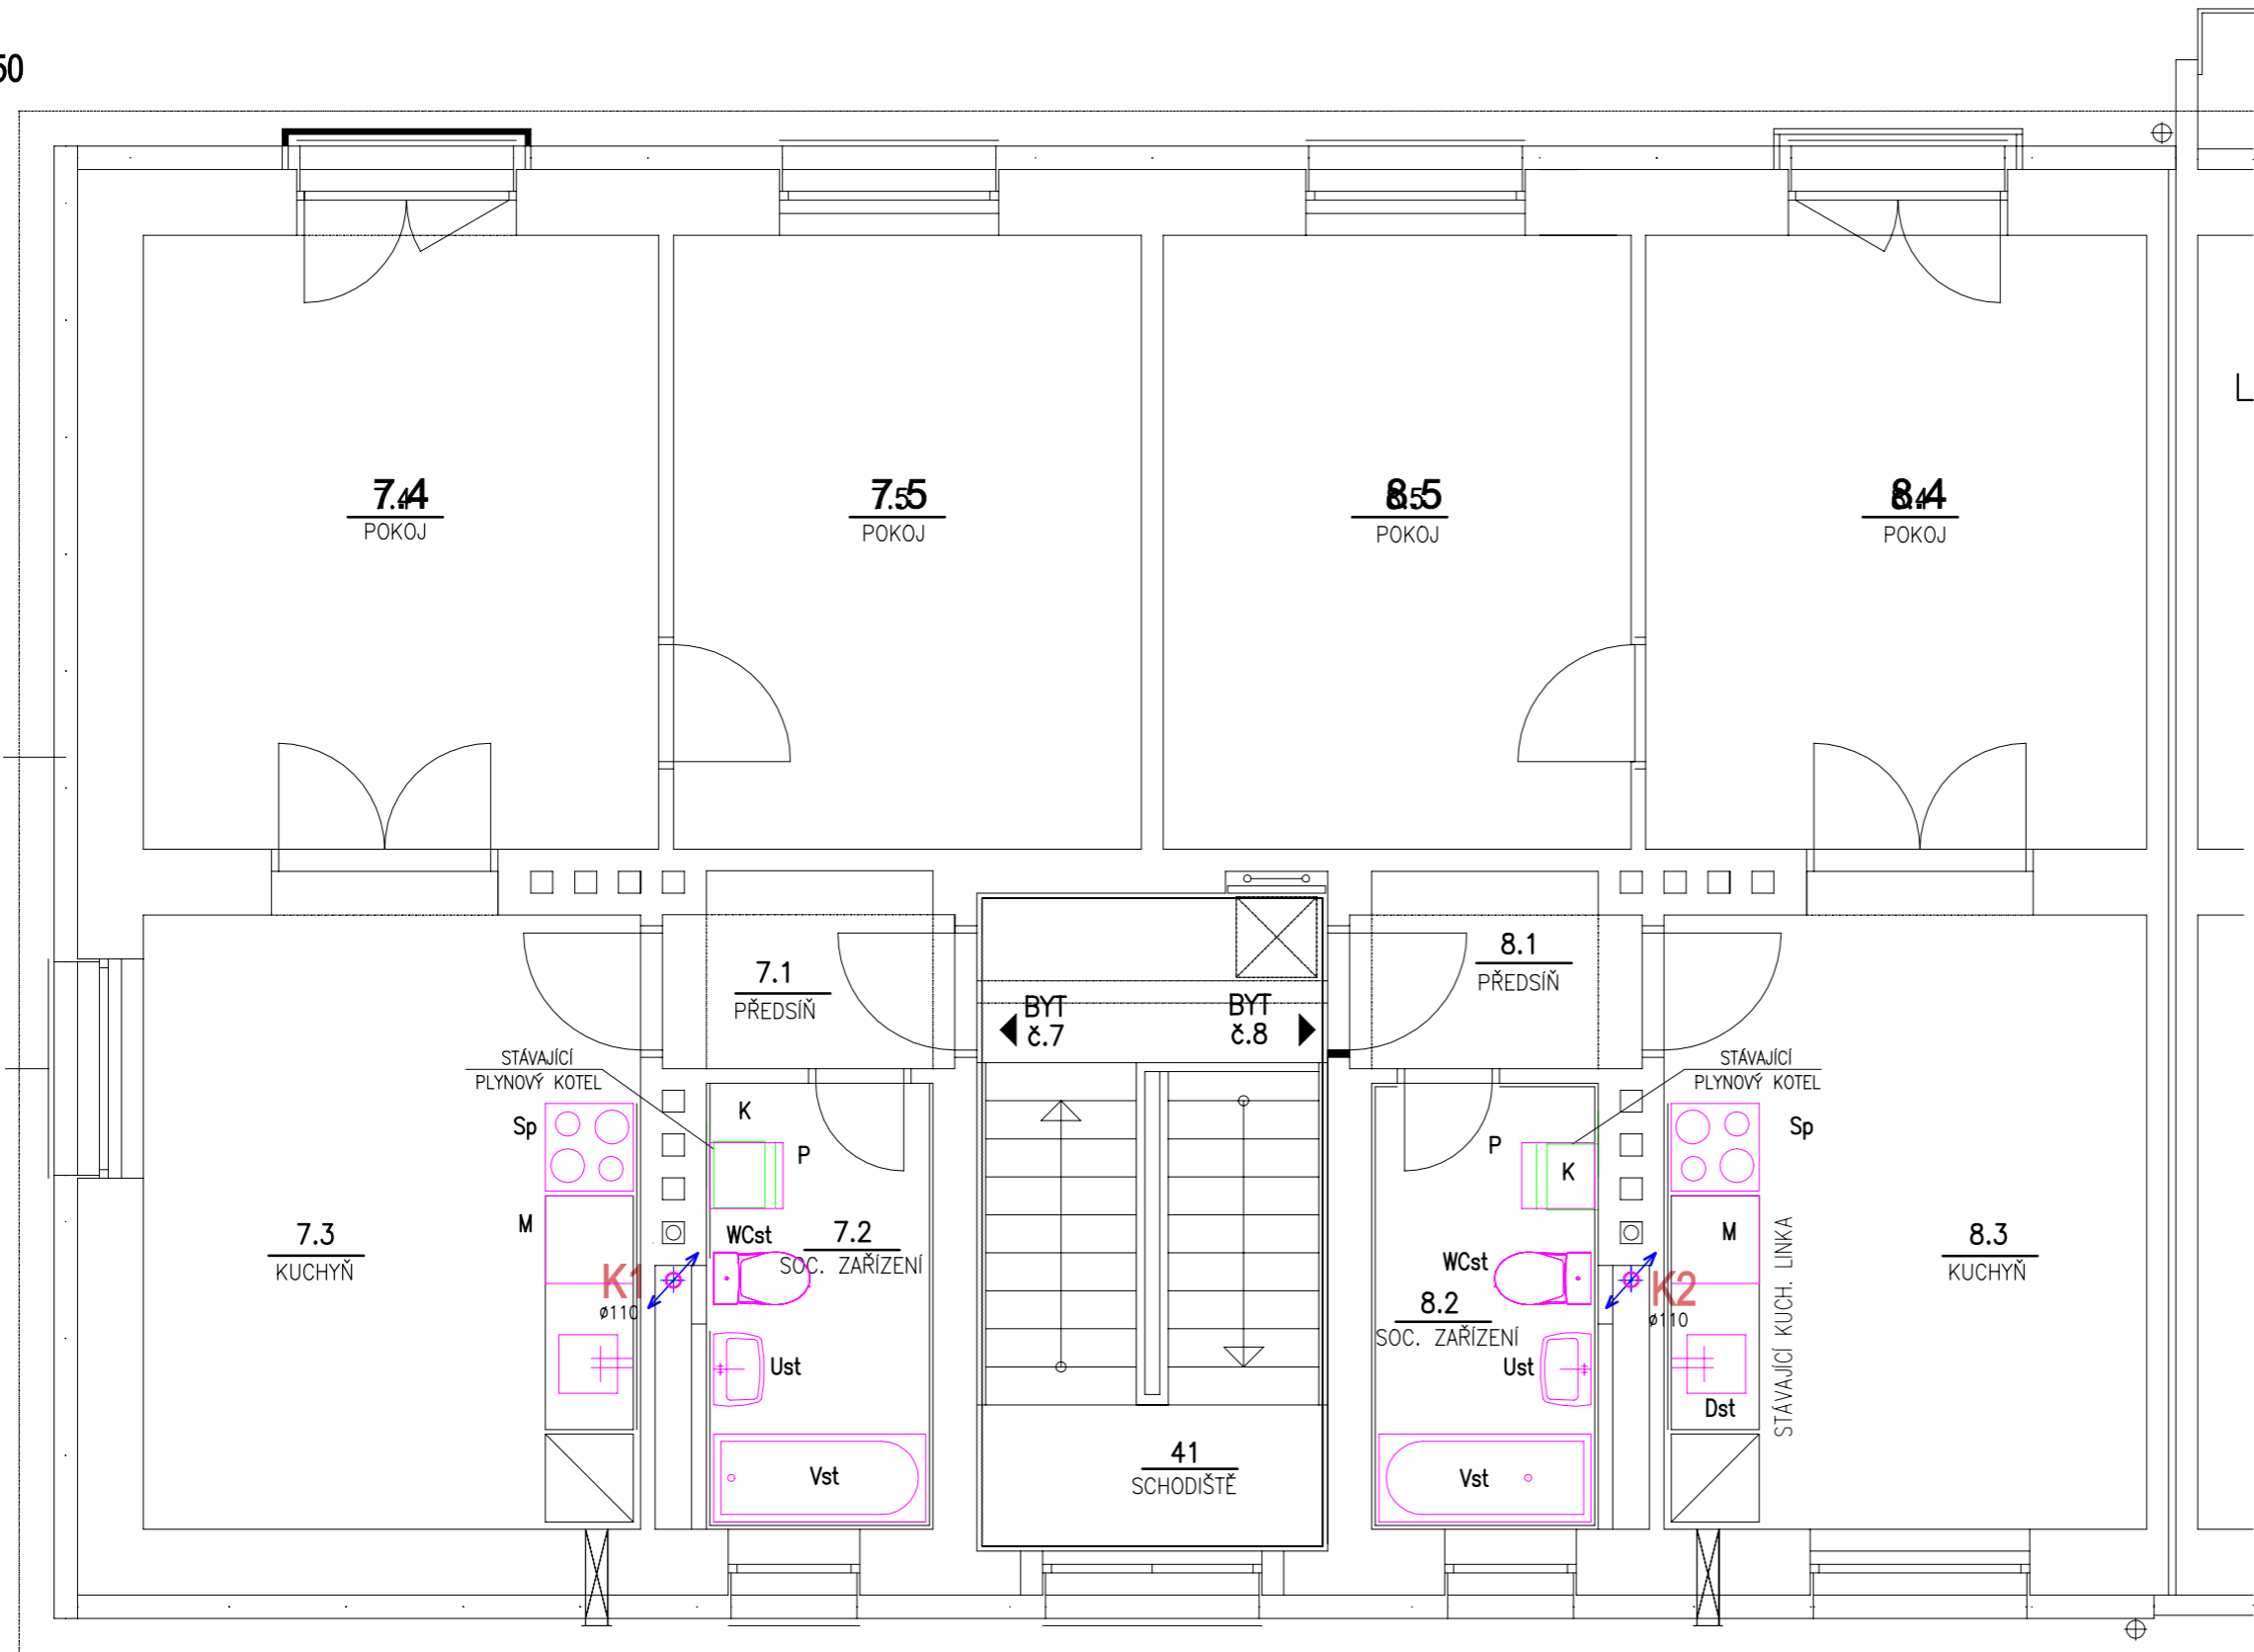 50
7.4
POKOJ
7.5
POKOJ
8.5
POKOJ
8.4
POKOJ
L
7.1
PŘEDSÍŇ
8.1
PŘEDSÍŇ
BYT
č.7
BYT
č.8
STÁVAJÍCÍ
PLYNOVÝ KOTEL
STÁVAJÍCÍ
PLYNOVÝ KOTEL
Sp
K
P
P
K
Sp
M
7.3
KUCHYŇ
WCst
7.2
SOC. ZAŘÍZENÍ
K1
ø110
WCst
8.2
SOC. ZAŘÍZENÍ
K2
ø110
M
8.3
KUCHYŇ
STÁVAJÍCÍ KUCH. LINKA
Ust
Ust
Dst
Vst
41
SCHODIŠTĚ
Vst